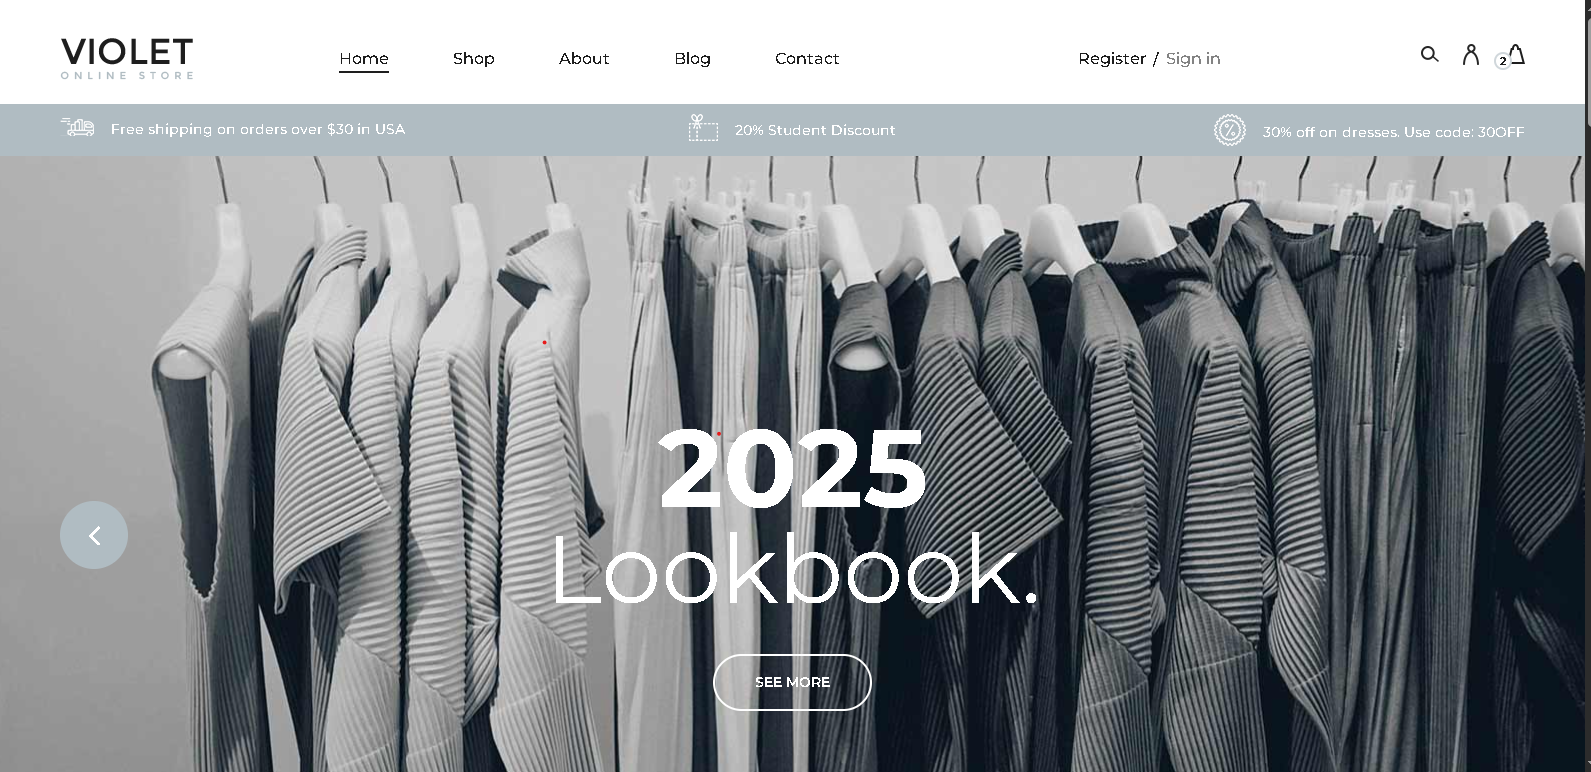 VIOLET
ONLINE STORE
Home Shop About Blog Contact Register / Sign in 2
Free shipping on orders over $30 in USA 20% Student Discount 30% off on dresses. Use code: 30OFF
2025
Lookbook.
SEE MORE